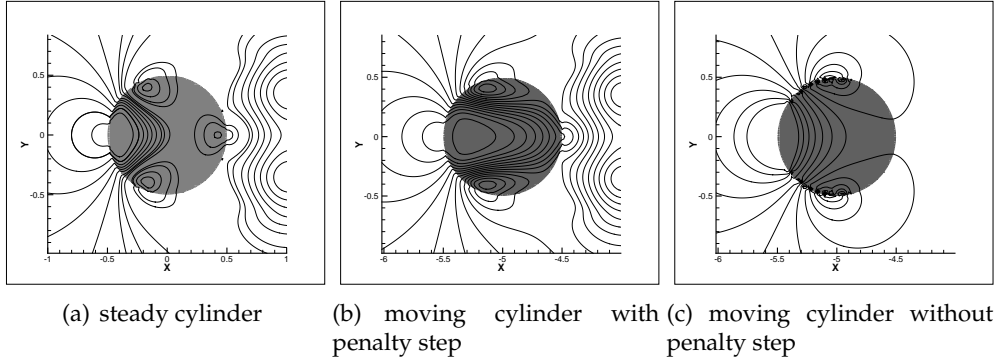 Y
0.5
0
-0.5
-1 -0.5 0 0.5 1
X
Y
0.5
0
-0.5
-6 -5.5 -5 -4.5 -4
X
Y
0.5
0
-0.5
-6 -5.5 -5 -4.5 -4
X
(a) steady cylinder
(b) moving cylinder with penalty step
(c) moving cylinder without penalty step